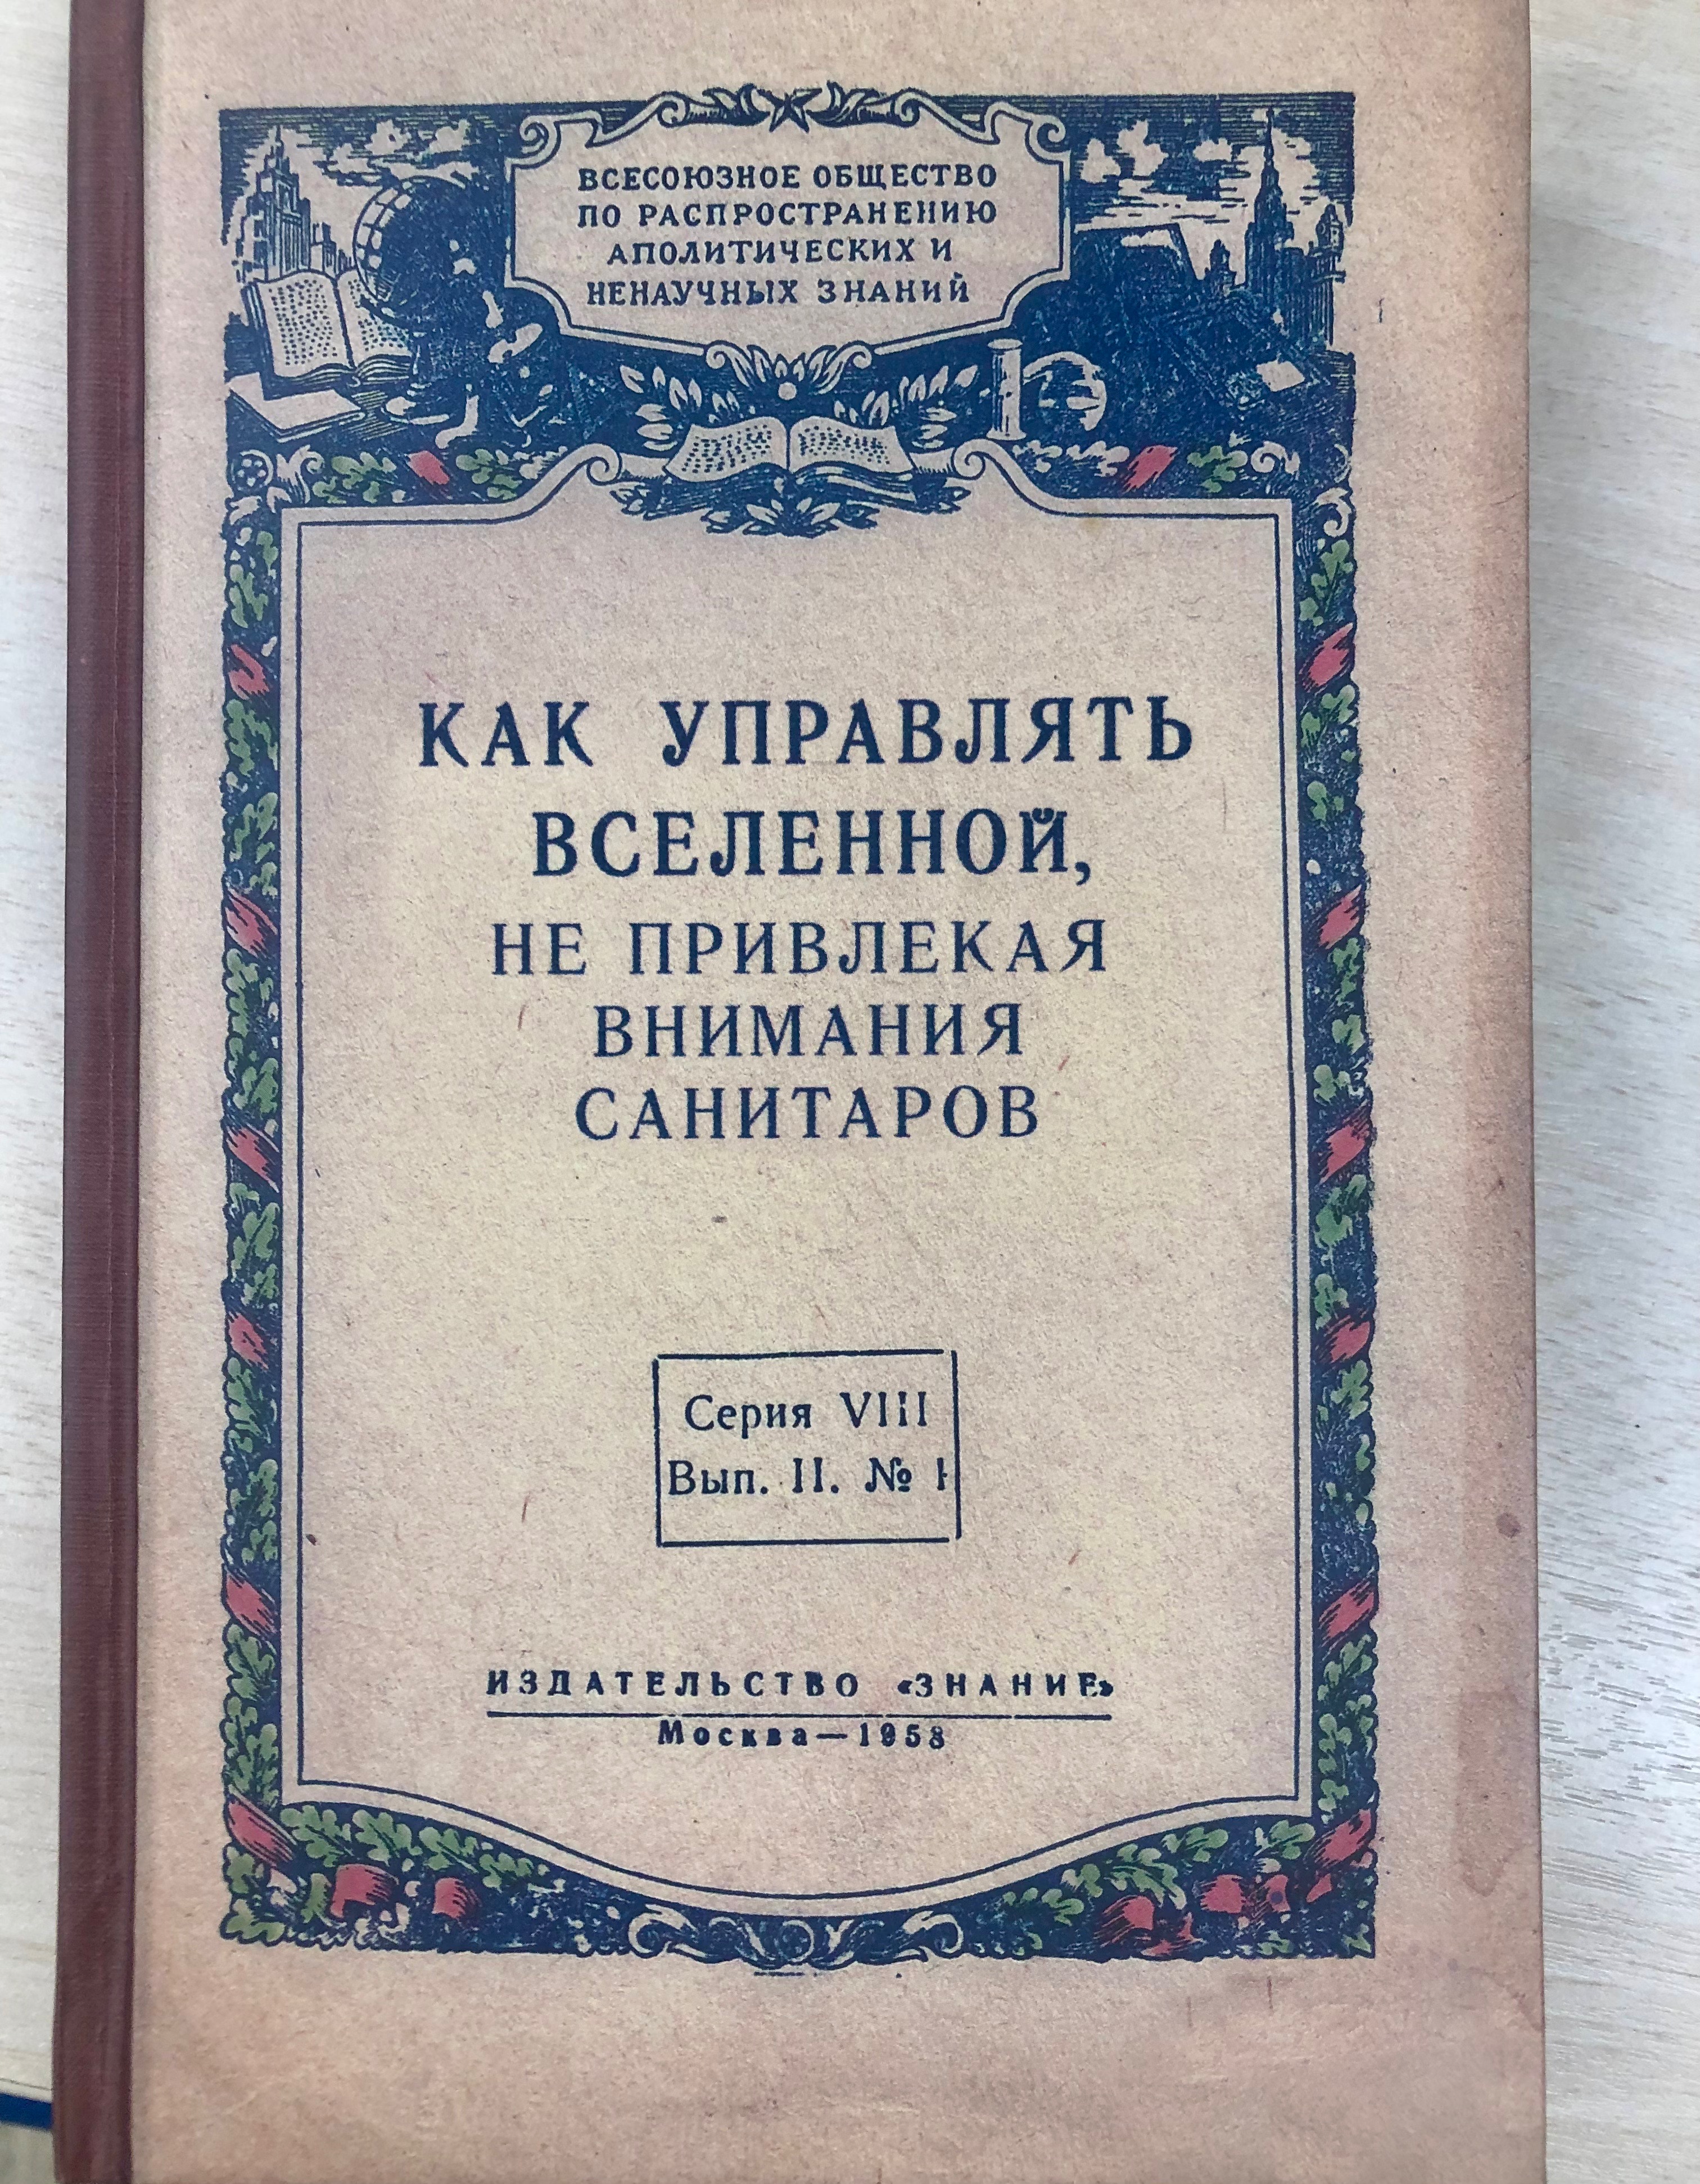 ВСЕСОЮЗНОЕ ОБЩЕСТВО
ПО РАСПРОСТРАНЕНИЮ
АПОЛИТИЧЕСКИХ И
НЕНАУЧНЫХ ЗНАНИЙ
КАК УПРАВЛЯТЬ
ВСЕЛЕННОЙ,
НЕ ПРИВЛЕКАЯ
ВНИМАНИЯ
САНИТАРОВ
Серия VIII
Вып. II. № 1
ИЗДАТЕЛЬСТВО «ЗНАНИЕ»
Москва—1958